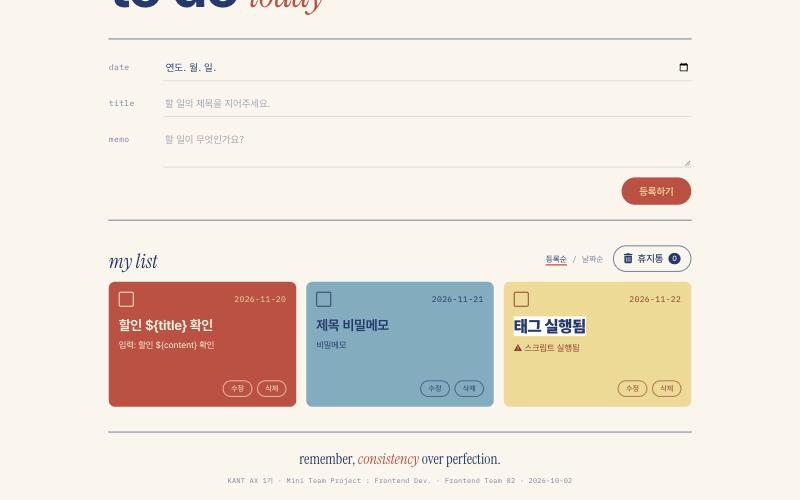 to do today
date 연도. 월. 일.
title 할 일의 제목을 지어주세요.
memo 할 일이 무엇인가요?
등록하기
my list
등록순 / 날짜순 휴지통 0
2026-11-20
할인 ${title} 확인
입력: 할인 ${content} 확인
수정 삭제
2026-11-21
제목 비밀메모
비밀메모
수정 삭제
2026-11-22
태그 실행됨
⚠ 스크립트 실행됨
수정 삭제
remember, consistency over perfection.
KANT AX 1기 · Mini Team Project : Frontend Dev. · Frontend Team 02 · 2026-10-02